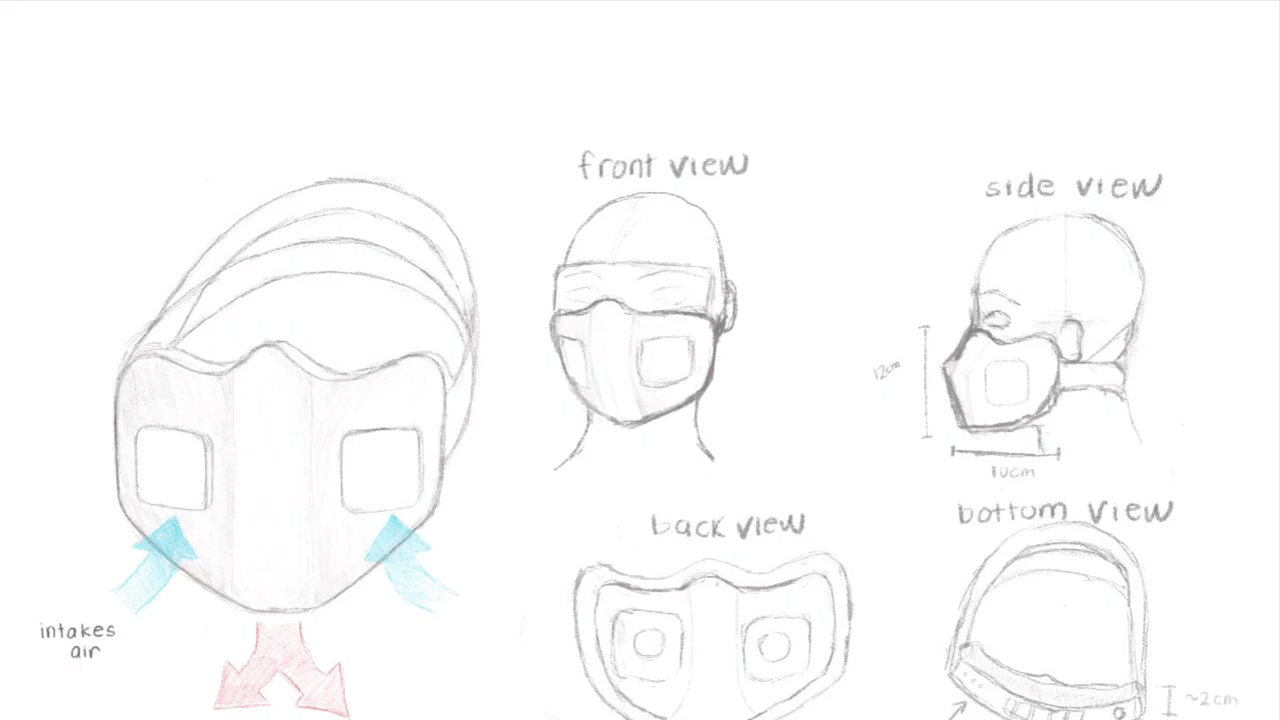 front view
side view
12cm
10cm
back view
bottom view
intakes
air
~2cm